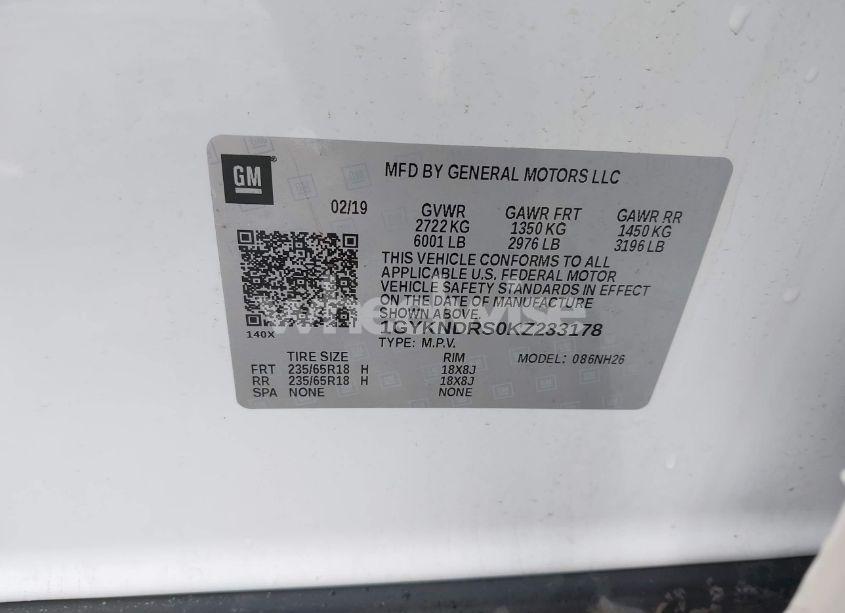 GM
MFD BY GENERAL MOTORS LLC
02/19 GVWR GAWR FRT GAWR RR
2722 KG 1350 KG 1450 KG
6001 LB 2976 LB 3196 LB
THIS VEHICLE CONFORMS TO ALL
APPLICABLE U.S. FEDERAL MOTOR
VEHICLE SAFETY STANDARDS IN EFFECT
ON THE DATE OF MANUFACTURE
SHOWN ABOVE.
140X 1GYKNDRS0KZ233178
TYPE: M.P.V.
TIRE SIZE RIM MODEL: 086NH26
FRT 235/65R18 H 18X8J
RR 235/65R18 H 18X8J
SPA NONE NONE